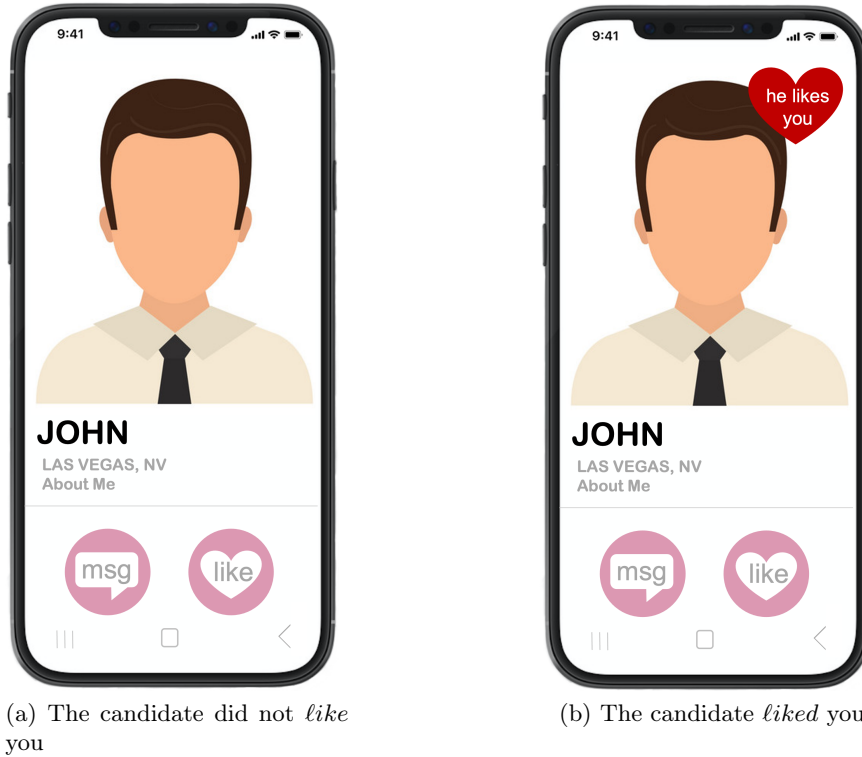 9:41
JOHN
LAS VEGAS, NV
About Me
msg
like
(a) The candidate did not like
you
9:41
he likes
you
JOHN
LAS VEGAS, NV
About Me
msg
like
(b) The candidate liked you